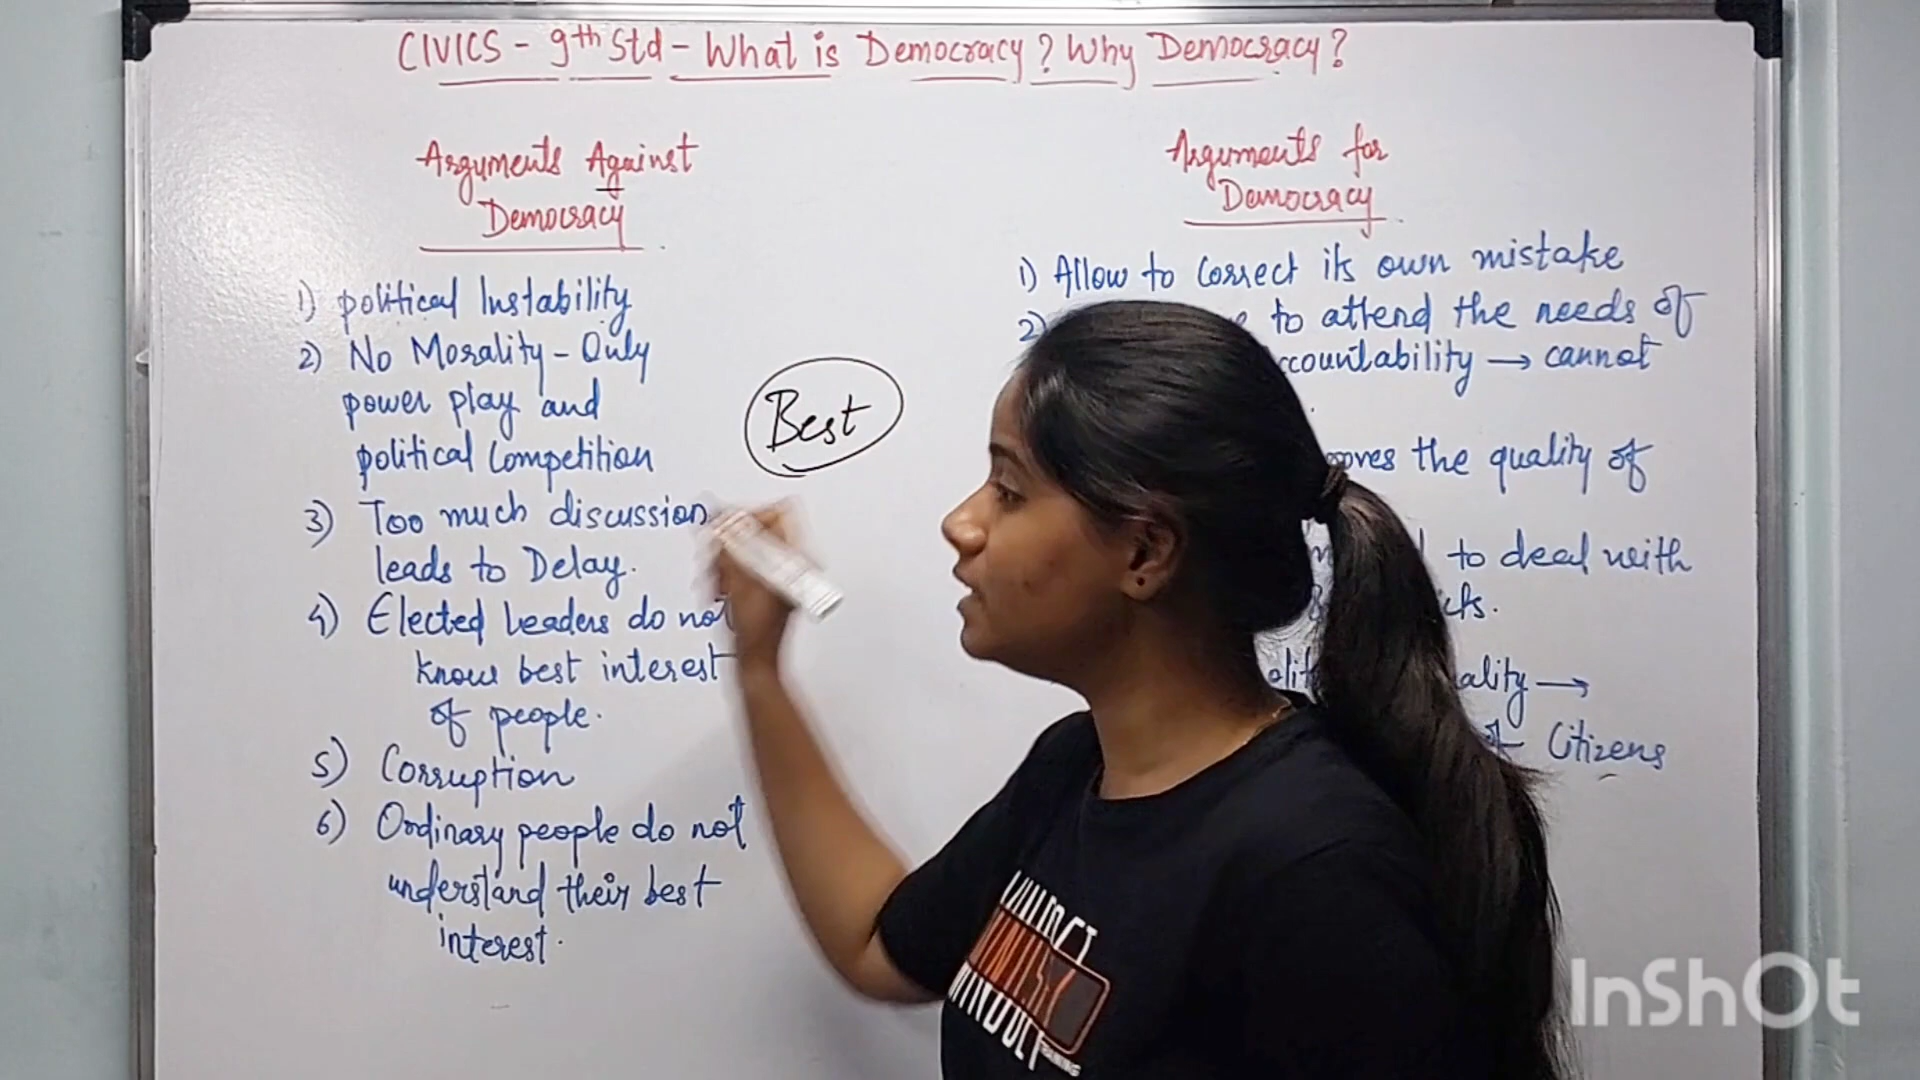 CIVICS - 9th Std - What is Democracy? Why Democracy?
Arguments Against
Democracy
1) political Instability
2) No Morality - Only
power play and
political Competition
3) Too much discussion
leads to Delay.
4) Elected leaders do not
know best interest
of people.
5) Corruption
6) Ordinary people do not
understand their best
interest.
Best
Arguments for
Democracy
1) Allow to Correct its own mistake
2) to attend the needs of
ccountability → cannot
the quality of
to deal with
ality →
of Citizens
InShOt